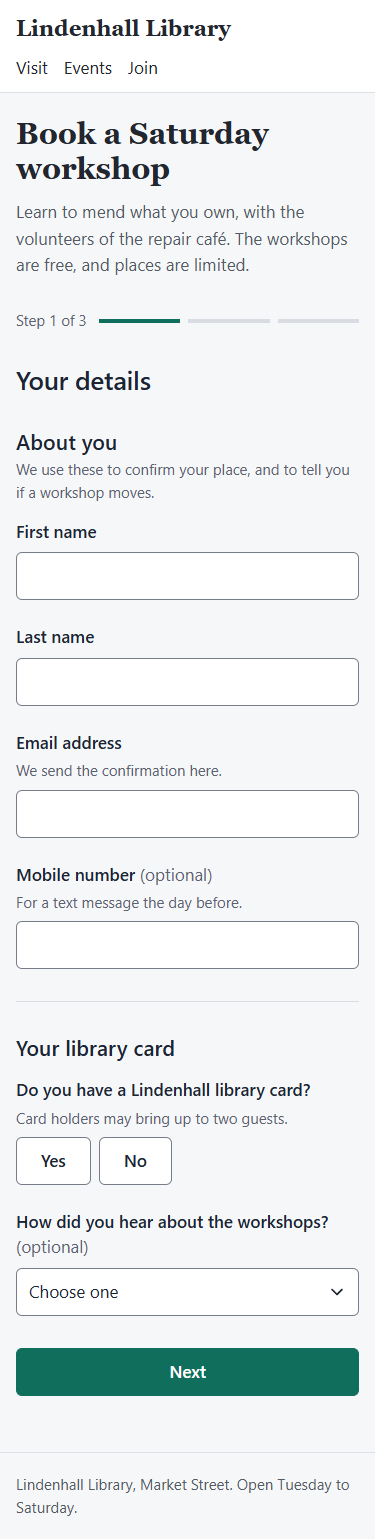 Lindenhall Library
Visit Events Join
Book a Saturday
workshop
Learn to mend what you own, with the
volunteers of the repair café. The workshops
are free, and places are limited.
Step 1 of 3
Your details
About you
We use these to confirm your place, and to tell you
if a workshop moves.
First name
Last name
Email address
We send the confirmation here.
Mobile number (optional)
For a text message the day before.
Your library card
Do you have a Lindenhall library card?
Card holders may bring up to two guests.
Yes No
How did you hear about the workshops?
(optional)
Choose one
Next
Lindenhall Library, Market Street. Open Tuesday to
Saturday.